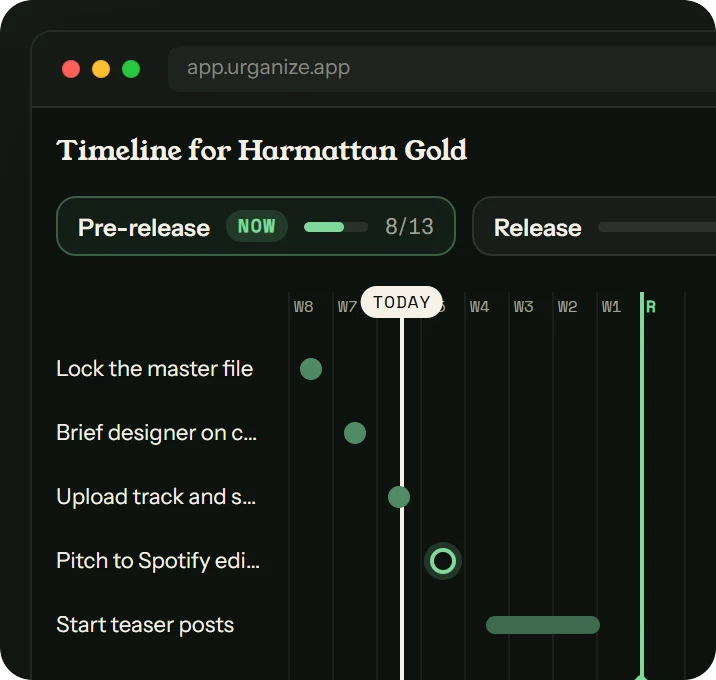 app.urganize.app
Timeline for Harmattan Gold
Pre-release NOW 8/13 Release
W8 W7 TODAY W4 W3 W2 W1 R
Lock the master file
Brief designer on c...
Upload track and s...
Pitch to Spotify edi...
Start teaser posts